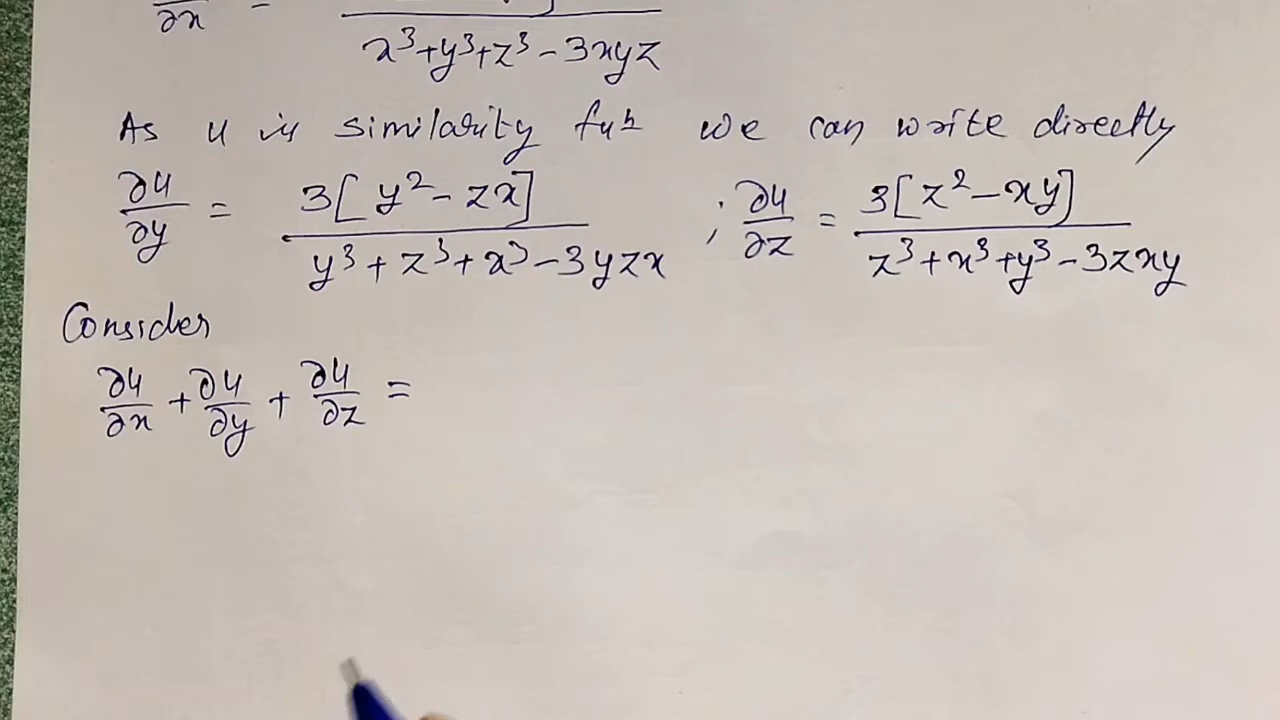 ∂x
x³+y³+z³-3xyz
As u is similarity fun we can write directly
∂u/∂y = 3[y²-zx]/y³+z³+x³-3yzx ; ∂u/∂z = 3[z²-xy]/z³+x³+y³-3zxy
Consider
∂u/∂x + ∂u/∂y + ∂u/∂z =